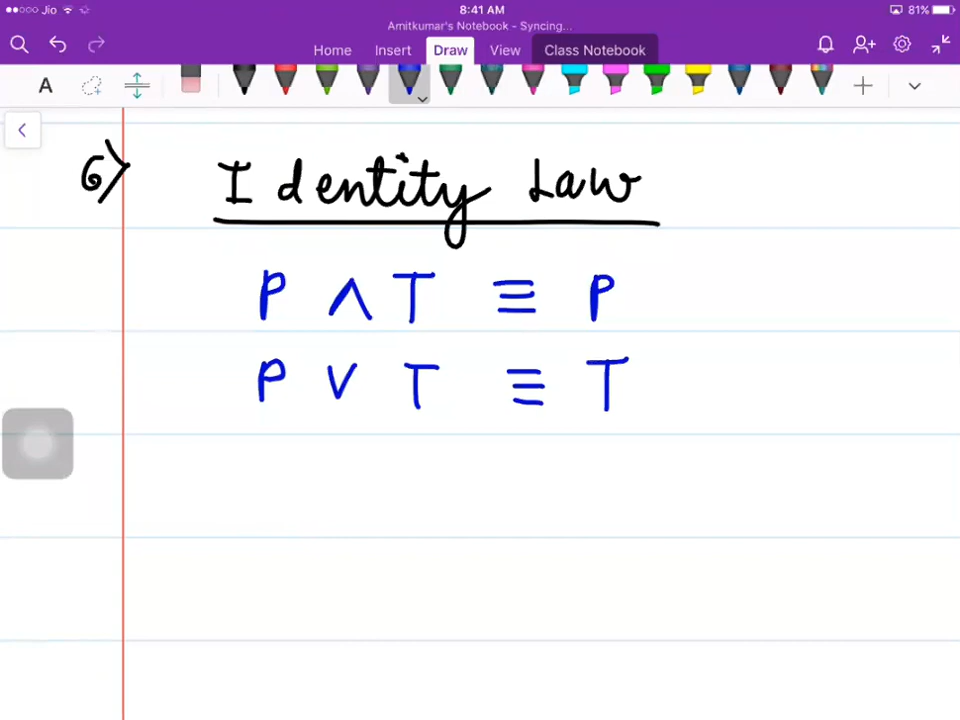 Jio 8:41 AM 81%
Amitkumar's Notebook - Syncing...
Home Insert Draw View Class Notebook
A
6) Identity Law
P ∧ T ≡ P
P ∨ T ≡ T